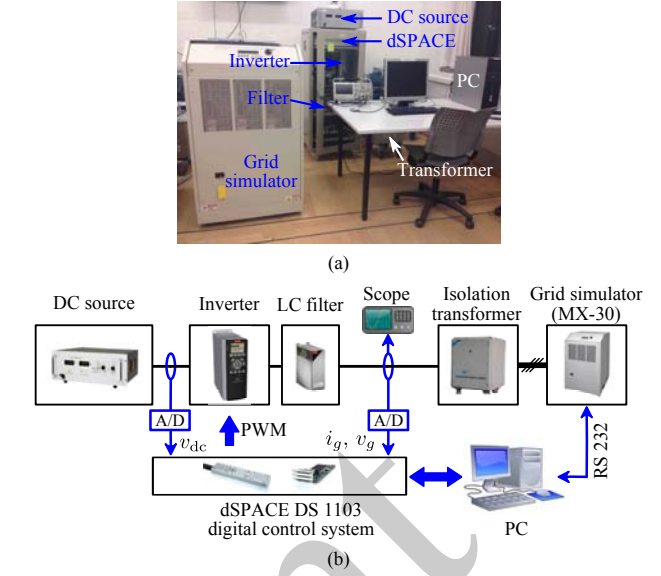 DC source
dSPACE
Inverter
PC
Filter
Grid
simulator
Transformer
(a)
DC source
Inverter
LC filter
Scope
Isolation
transformer
Grid simulator
(MX-30)
A/D
A/D
v_dc
PWM
i_g, v_g
RS 232
dSPACE DS 1103
digital control system
PC
(b)